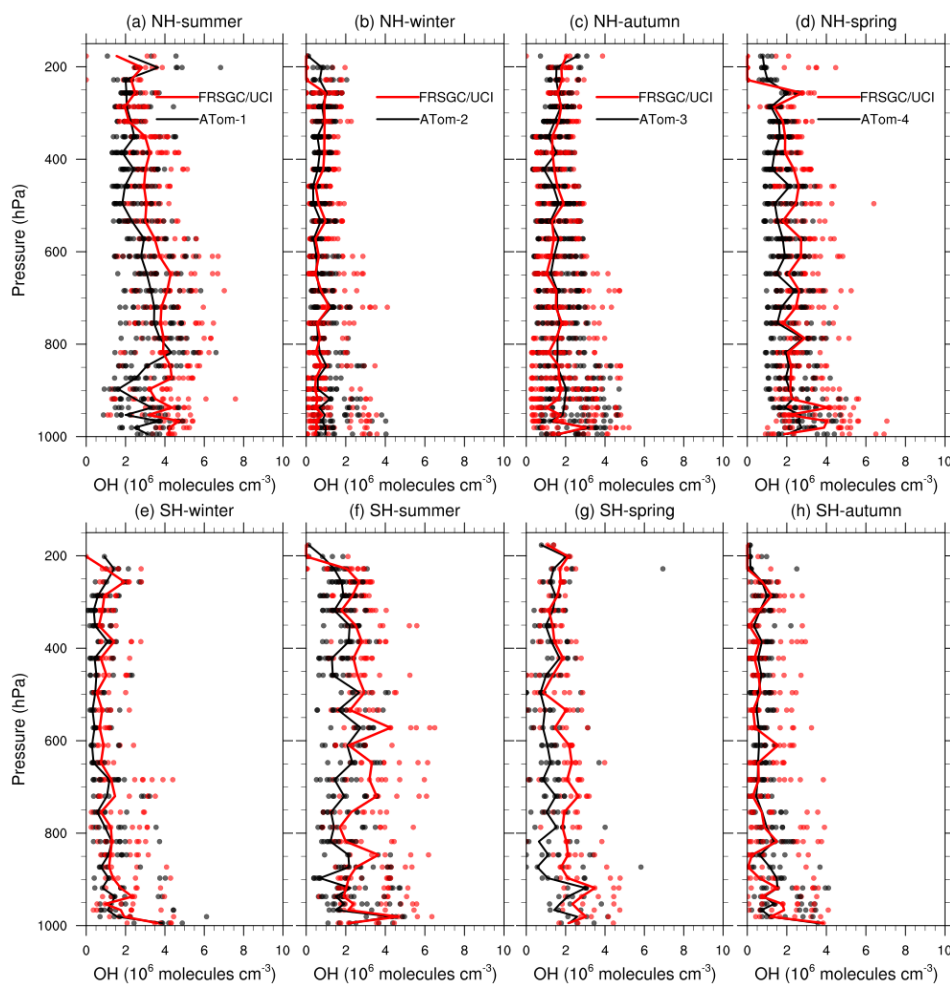 (a) NH-summer
(b) NH-winter
(c) NH-autumn
(d) NH-spring
200
400
600
800
1000
Pressure (hPa)
FRSGC/UCI
ATom-1
FRSGC/UCI
ATom-2
FRSGC/UCI
ATom-3
FRSGC/UCI
ATom-4
0 2 4 6 8 10
0 2 4 6 8 10
0 2 4 6 8 10
0 2 4 6 8 10
OH (10⁶ molecules cm⁻³)
OH (10⁶ molecules cm⁻³)
OH (10⁶ molecules cm⁻³)
OH (10⁶ molecules cm⁻³)
(e) SH-winter
(f) SH-summer
(g) SH-spring
(h) SH-autumn
200
400
600
800
1000
Pressure (hPa)
0 2 4 6 8 10
0 2 4 6 8 10
0 2 4 6 8 10
0 2 4 6 8 10
OH (10⁶ molecules cm⁻³)
OH (10⁶ molecules cm⁻³)
OH (10⁶ molecules cm⁻³)
OH (10⁶ molecules cm⁻³)